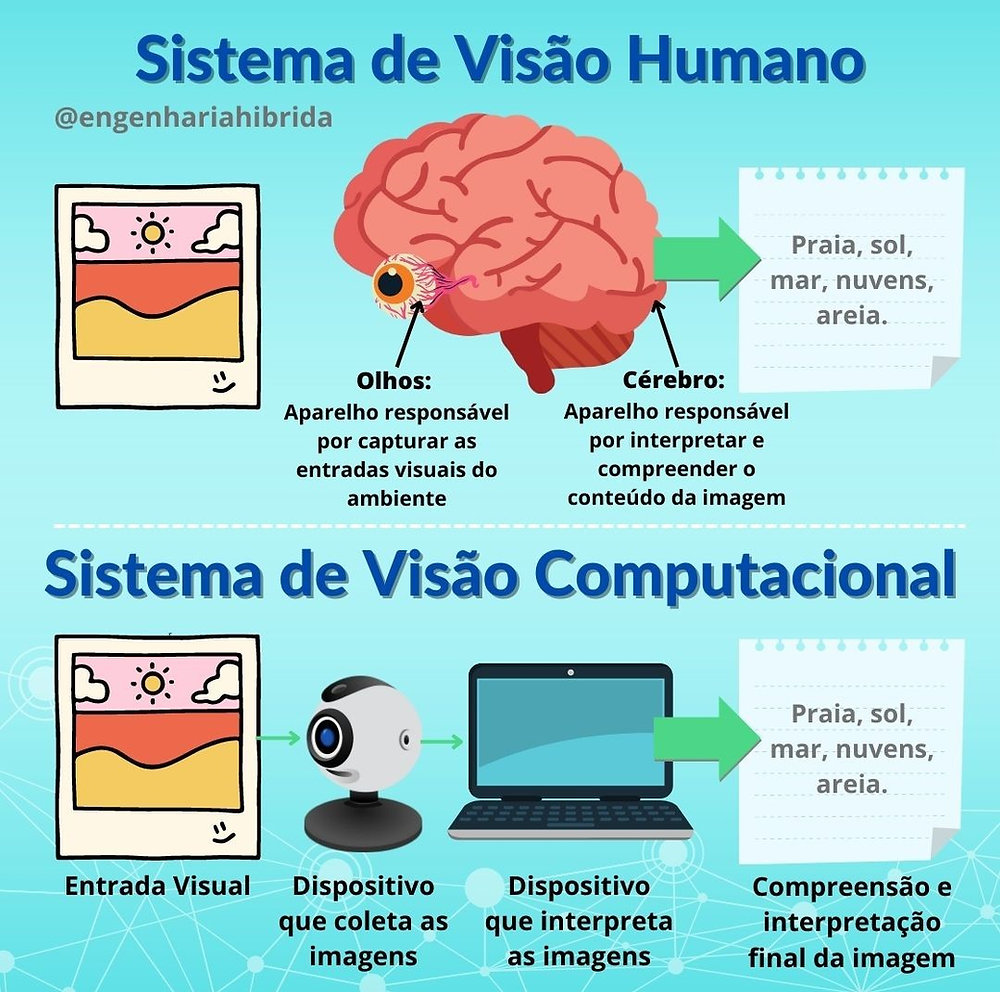 Sistema de Visão Humano
@engenhariahibrida
Praia, sol,
mar, nuvens,
areia.
Olhos:
Aparelho responsável
por capturar as
entradas visuais do
ambiente
Cérebro:
Aparelho responsável
por interpretar e
compreender o
conteúdo da imagem
Sistema de Visão Computacional
Praia, sol,
mar, nuvens,
areia.
Entrada Visual
Dispositivo
que coleta as
imagens
Dispositivo
que interpreta
as imagens
Compreensão e
interpretação
final da imagem